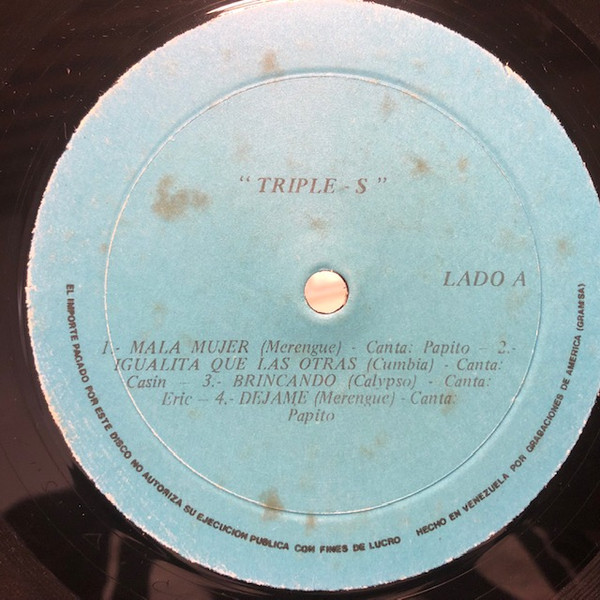 “ TRIPLE - S ”
LADO A
1.- MALA MUJER (Merengue) - Canta: Papito – 2.-
IGUALITA QUE LAS OTRAS (Cumbia) - Canta:
Casin – 3.- BRINCANDO (Calypso) - Canta:
Eric – 4.- DEJAME (Merengue) - Canta:
Papito
EL IMPORTE PAGADO POR ESTE DISCO NO AUTORIZA SU EJECUCION PUBLICA CON FINES DE LUCRO HECHO EN VENEZUELA POR GRABACIONES DE AMERICA (GRAMSA)